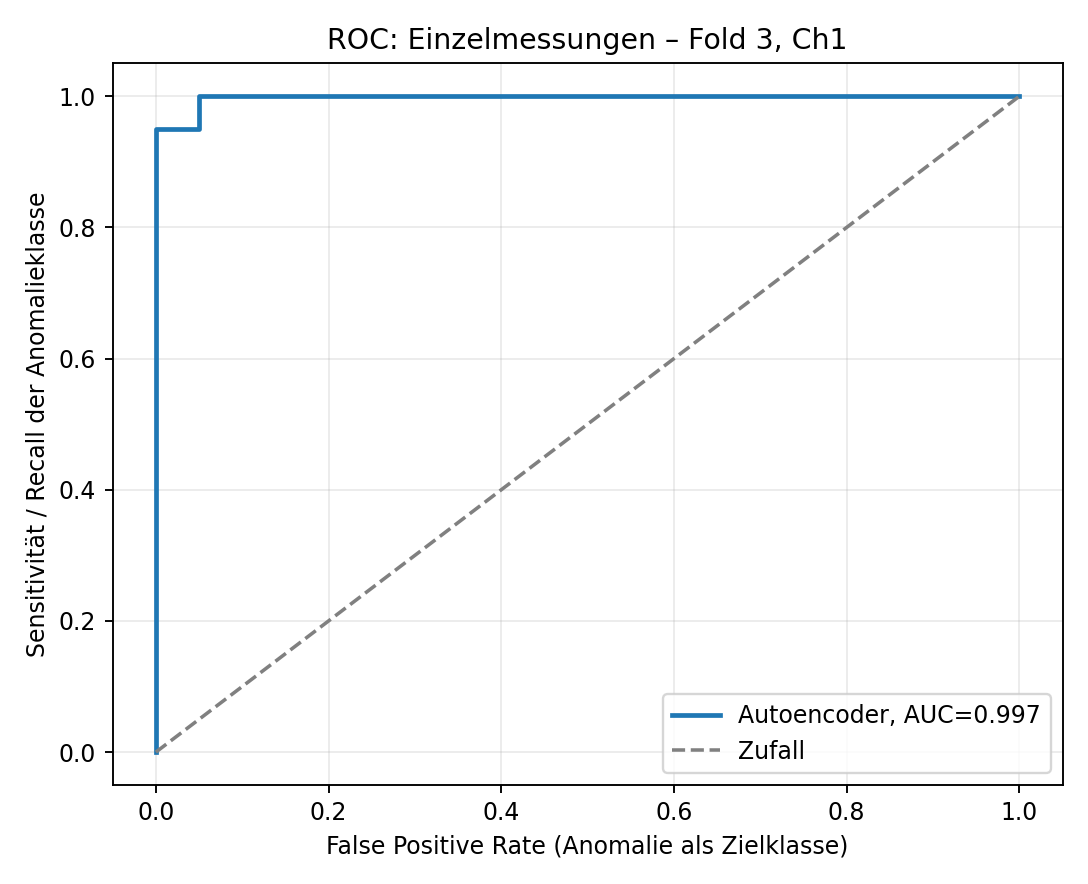 ROC: Einzelmessungen – Fold 3, Ch1
Sensitivität / Recall der Anomalieklasse
1.0
0.8
0.6
0.4
0.2
0.0
Autoencoder, AUC=0.997
Zufall
0.0 0.2 0.4 0.6 0.8 1.0
False Positive Rate (Anomalie als Zielklasse)